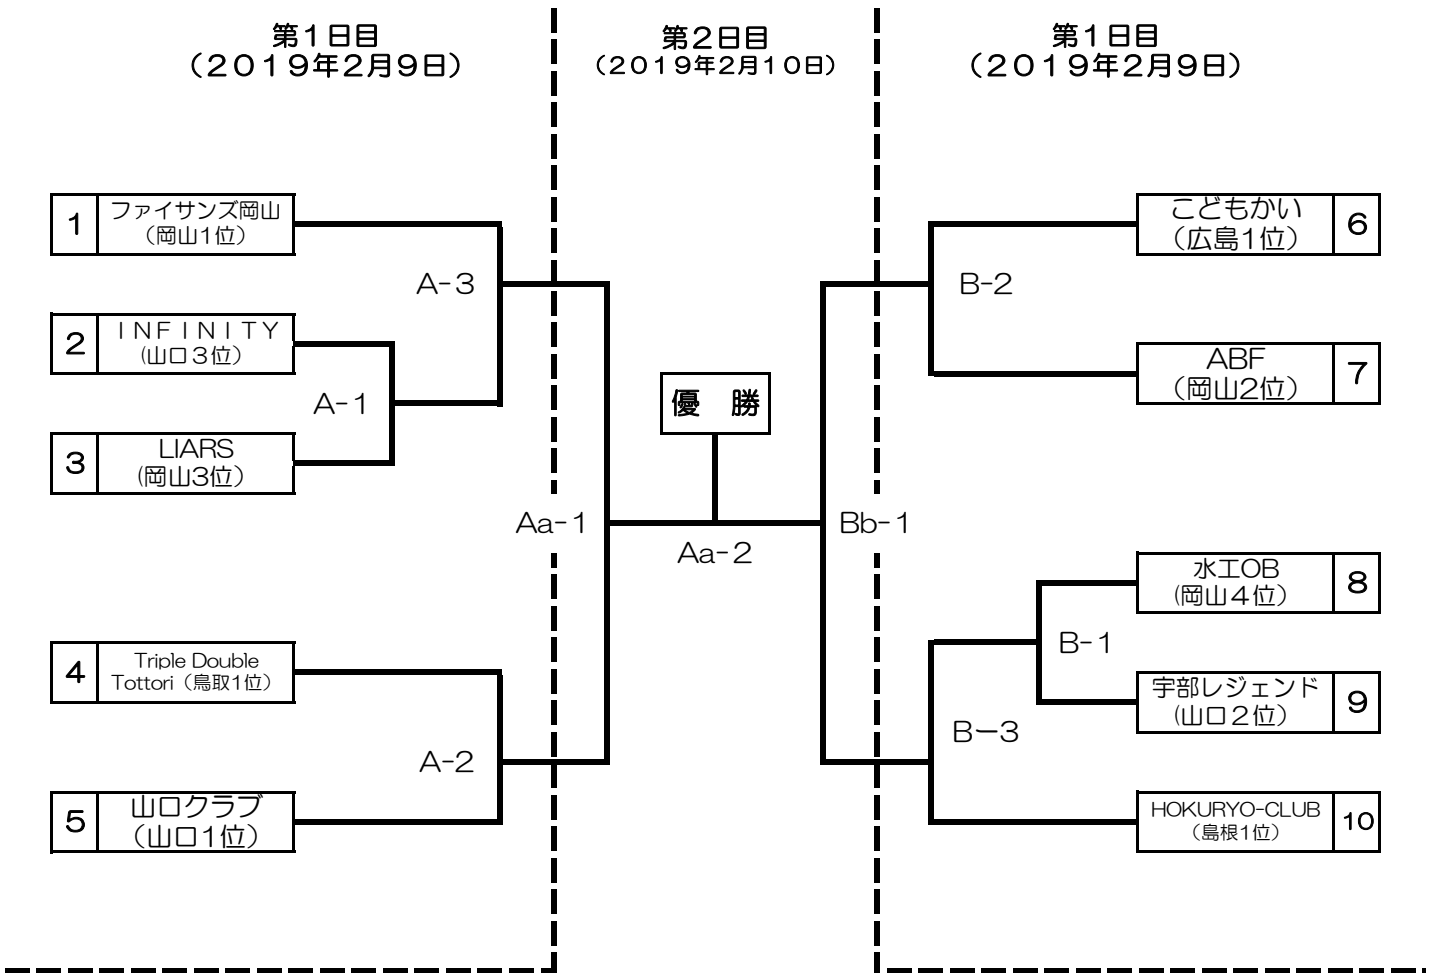 第１日目
（２０１９年２月９日）
第２日目
（２０１９年２月１０日）
第１日目
（２０１９年２月９日）
1
ファイサンズ岡山
（岡山1位）
A-3
2
ＩＮＦＩＮＩＴＹ
（山口３位）
A-1
3
LIARS
（岡山3位）
Aa-1
4
Triple Double
Tottori（鳥取1位）
A-2
5
山口クラブ
（山口1位）
優　勝
Aa-2
Bb-1
こどもかい
（広島1位）
6
B-2
ABF
（岡山2位）
7
水工OB
（岡山４位）
8
B-1
宇部レジェンド
（山口２位）
9
Bー3
HOKURYO-CLUB
（島根1位）
10